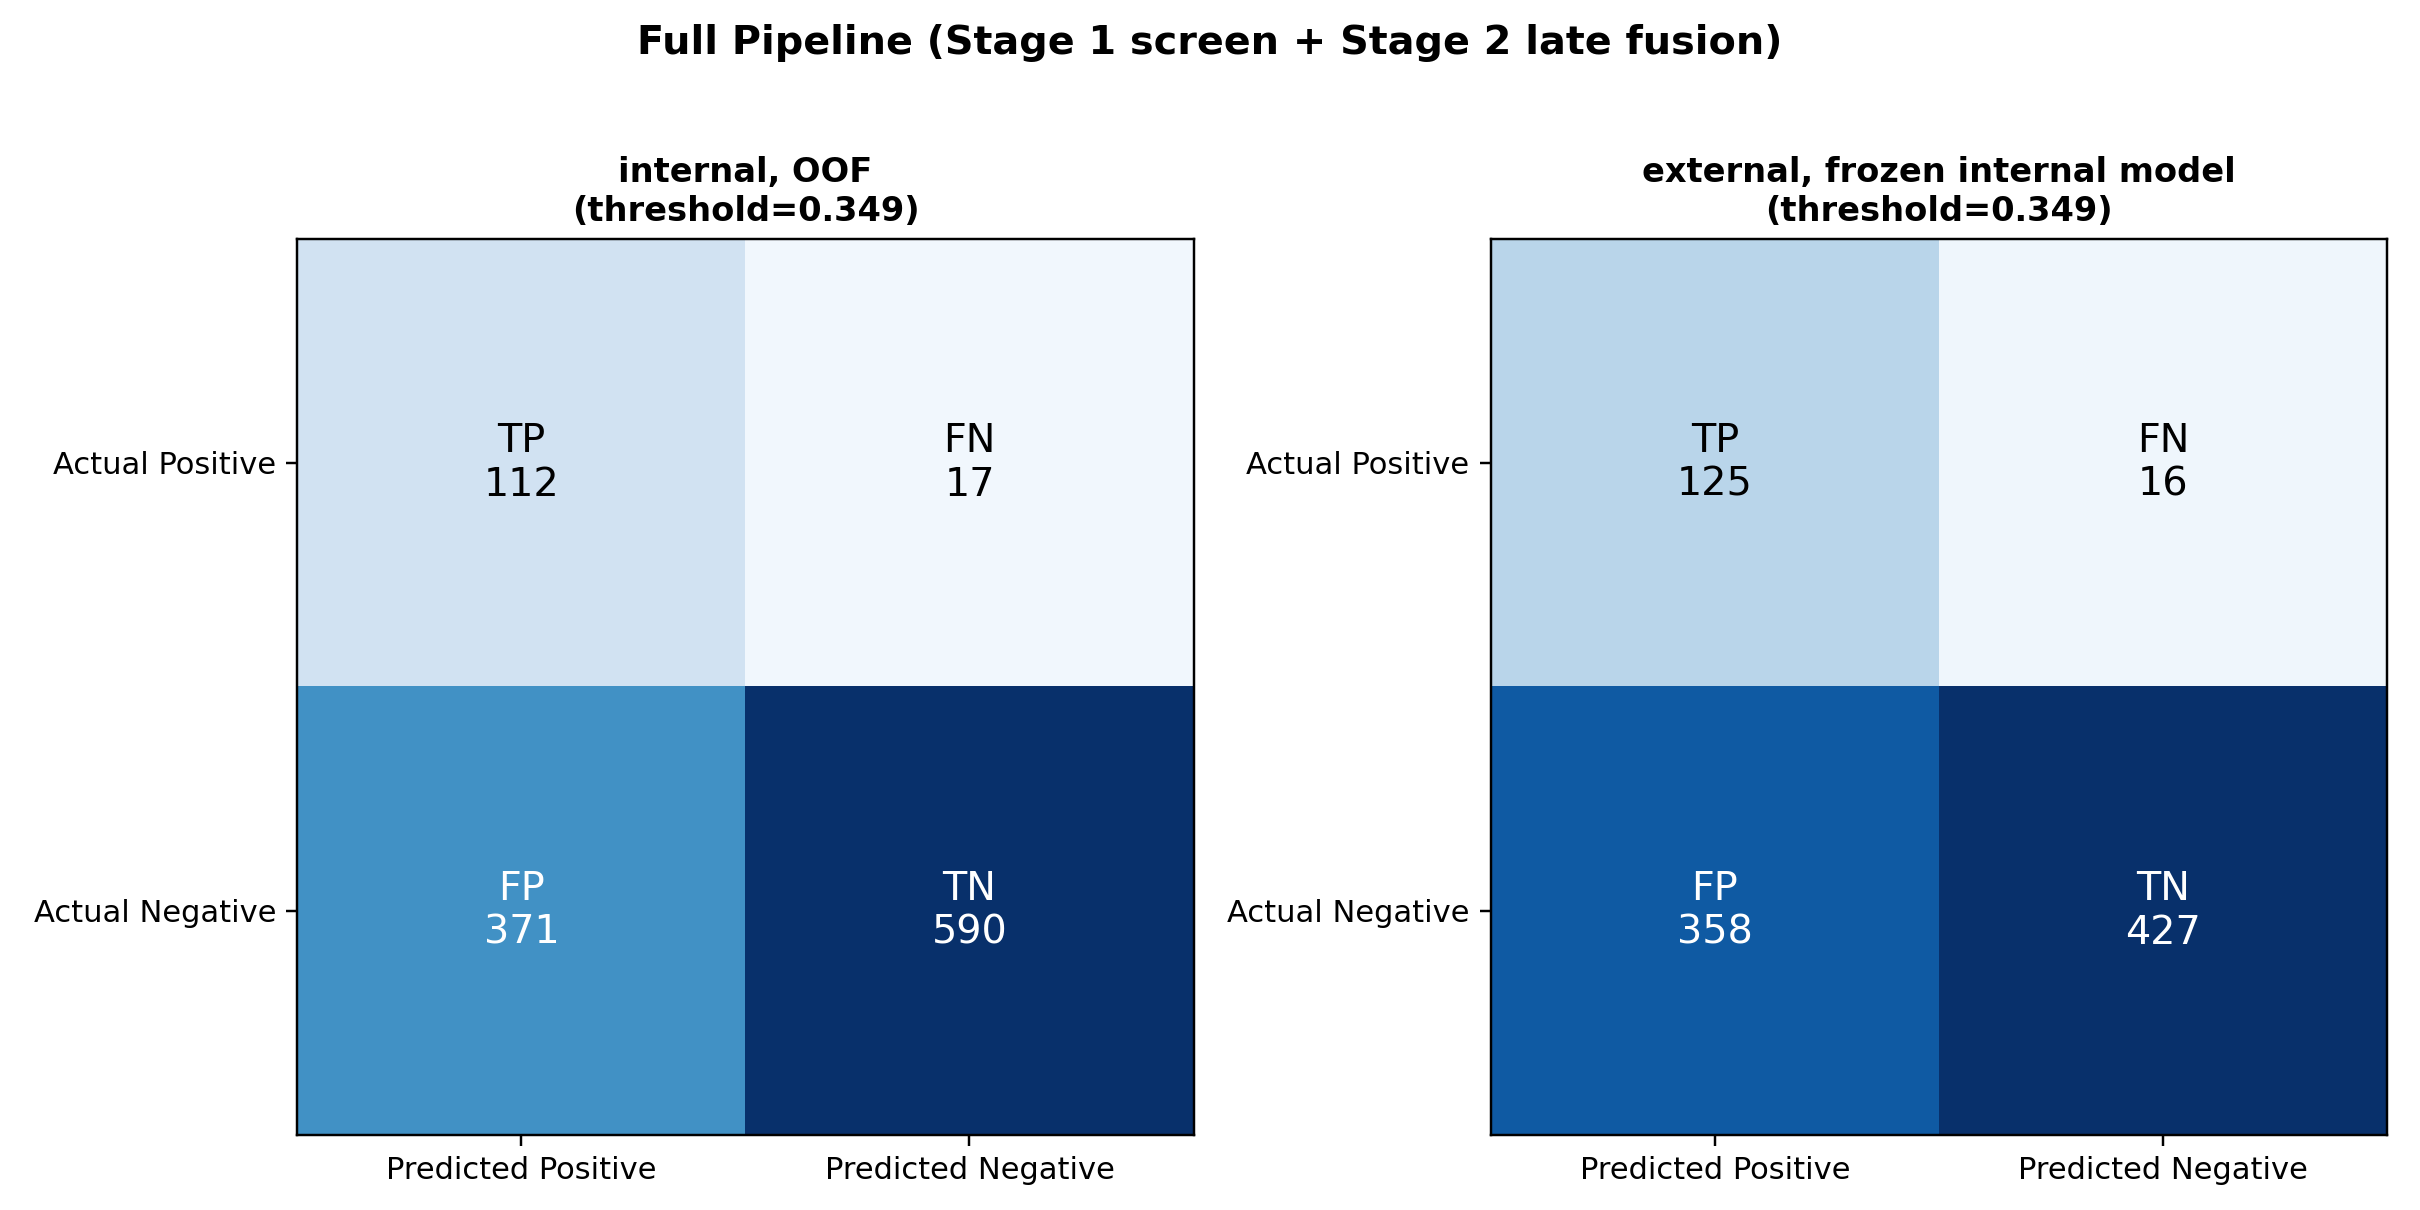 Full Pipeline (Stage 1 screen + Stage 2 late fusion)
internal, OOF
(threshold=0.349)
Actual Positive
Actual Negative
TP
112
FN
17
FP
371
TN
590
Predicted Positive
Predicted Negative
external, frozen internal model
(threshold=0.349)
Actual Positive
Actual Negative
TP
125
FN
16
FP
358
TN
427
Predicted Positive
Predicted Negative